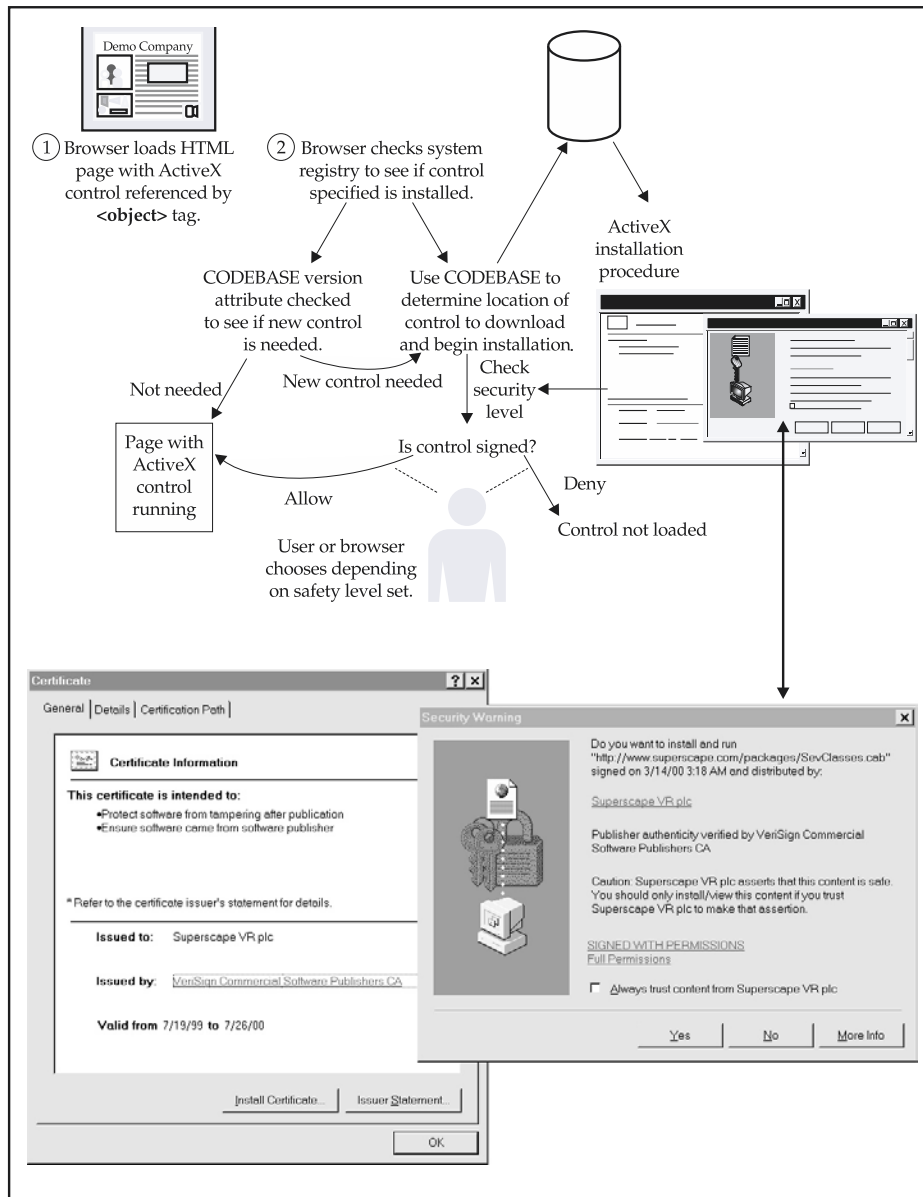 Demo Company
1 Browser loads HTML
page with ActiveX
control referenced by
<object> tag.
2 Browser checks system
registry to see if control
specified is installed.
ActiveX
installation
procedure
CODEBASE version
attribute checked
to see if new control
is needed.
Use CODEBASE to
determine location of
control to download
and begin installation.
Not needed
New control needed
Check
security
level
Page with
ActiveX
control
running
Is control signed?
Allow
Deny
Control not loaded
User or browser
chooses depending
on safety level set.
Certificate
General Details Certification Path
Certificate Information
This certificate is intended to:
•Protect software from tampering after publication
•Ensure software came from software publisher
* Refer to the certificate issuer's statement for details.
Issued to: Superscape VR plc
Issued by: VeriSign Commercial Software Publishers CA
Valid from 7/19/99 to 7/26/00
Install Certificate... Issuer Statement...
OK
Security Warning
Do you want to install and run
"http://www.superscape.com/packages/SevClasses.cab"
signed on 3/14/00 3:18 AM and distributed by:
Superscape VR plc
Publisher authenticity verified by VeriSign Commercial
Software Publishers CA
Caution: Superscape VR plc asserts that this content is safe.
You should only install/view this content if you trust
Superscape VR plc to make that assertion.
SIGNED WITH PERMISSIONS
Full Permissions
Always trust content from Superscape VR plc
Yes No More Info